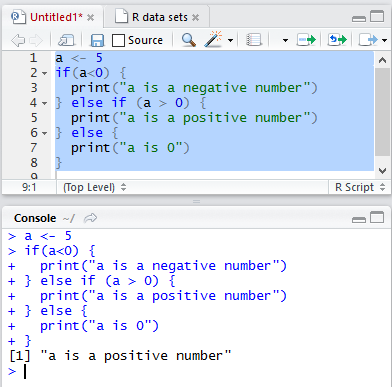 Untitled1* R data sets
Source
1 a <- 5
2 if(a<0) {
3 print("a is a negative number")
4 } else if (a > 0) {
5 print("a is a positive number")
6 } else {
7 print("a is 0")
8 }
9
9:1 (Top Level) R Script
Console ~/
> a <- 5
> if(a<0) {
+ print("a is a negative number")
+ } else if (a > 0) {
+ print("a is a positive number")
+ } else {
+ print("a is 0")
+ }
[1] "a is a positive number"
>